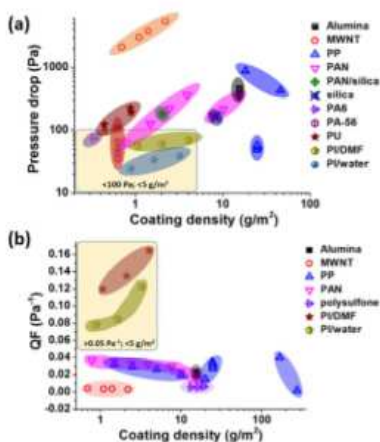 (a)
Pressure drop (Pa)
1000
100
10
0.1
1
10
100
<100 Pa; <5 g/m²
Coating density (g/m²)
Alumina
MWNT
PP
PAN
PAN/silica
silica
PA6
PA-56
PU
PI/DMF
PI/water
(b)
QF (Pa⁻¹)
0.16
0.14
0.12
0.10
0.08
0.06
0.04
0.02
0.00
-0.02
>0.05 Pa⁻¹; <5 g/m²
1
10
100
Coating density (g/m²)
Alumina
MWNT
PP
PAN
polysulfone
PI/DMF
PI/water